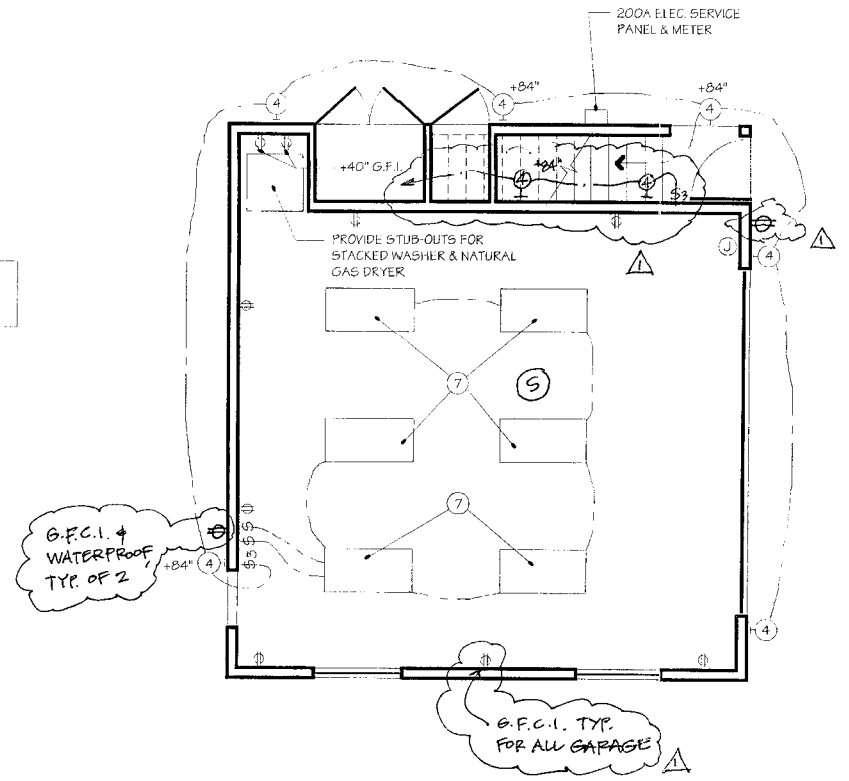 200A ELEC. SERVICE
PANEL & METER
4
+84"
4
+84"
4
+40" G.F.I.
+84"
4
4
$3
1
PROVIDE STUB-OUTS FOR
STACKED WASHER & NATURAL
GAS DRYER
J
4
1
7
S
7
G.F.C.I. &
WATERPROOF
TYP. OF 2
$
$
$3
+84"
4
4
G.F.C.I. TYP.
FOR ALL GARAGE
1